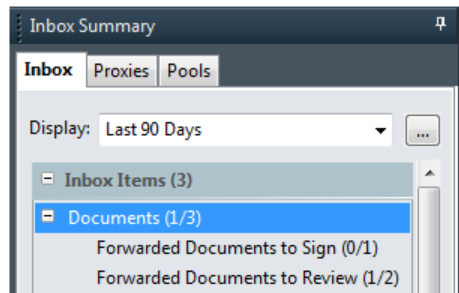 Inbox Summary
Inbox Proxies Pools
Display: Last 90 Days ...
Inbox Items (3)
Documents (1/3)
Forwarded Documents to Sign (0/1)
Forwarded Documents to Review (1/2)